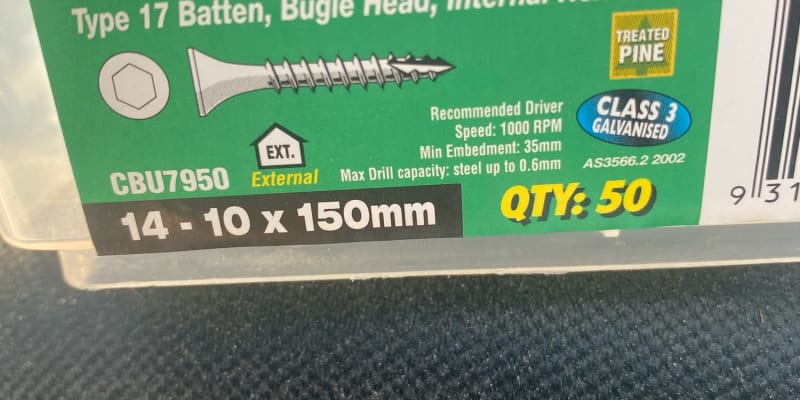 Type 17 Batten, Bugle Head, Internal
TREATED
PINE
Recommended Driver
Speed: 1000 RPM
Min Embedment: 35mm
Max Drill capacity: steel up to 0.6mm
CLASS 3
GALVANISED
AS3566.2 2002
EXT.
External
CBU7950
14 - 10 x 150mm
QTY: 50
9 31